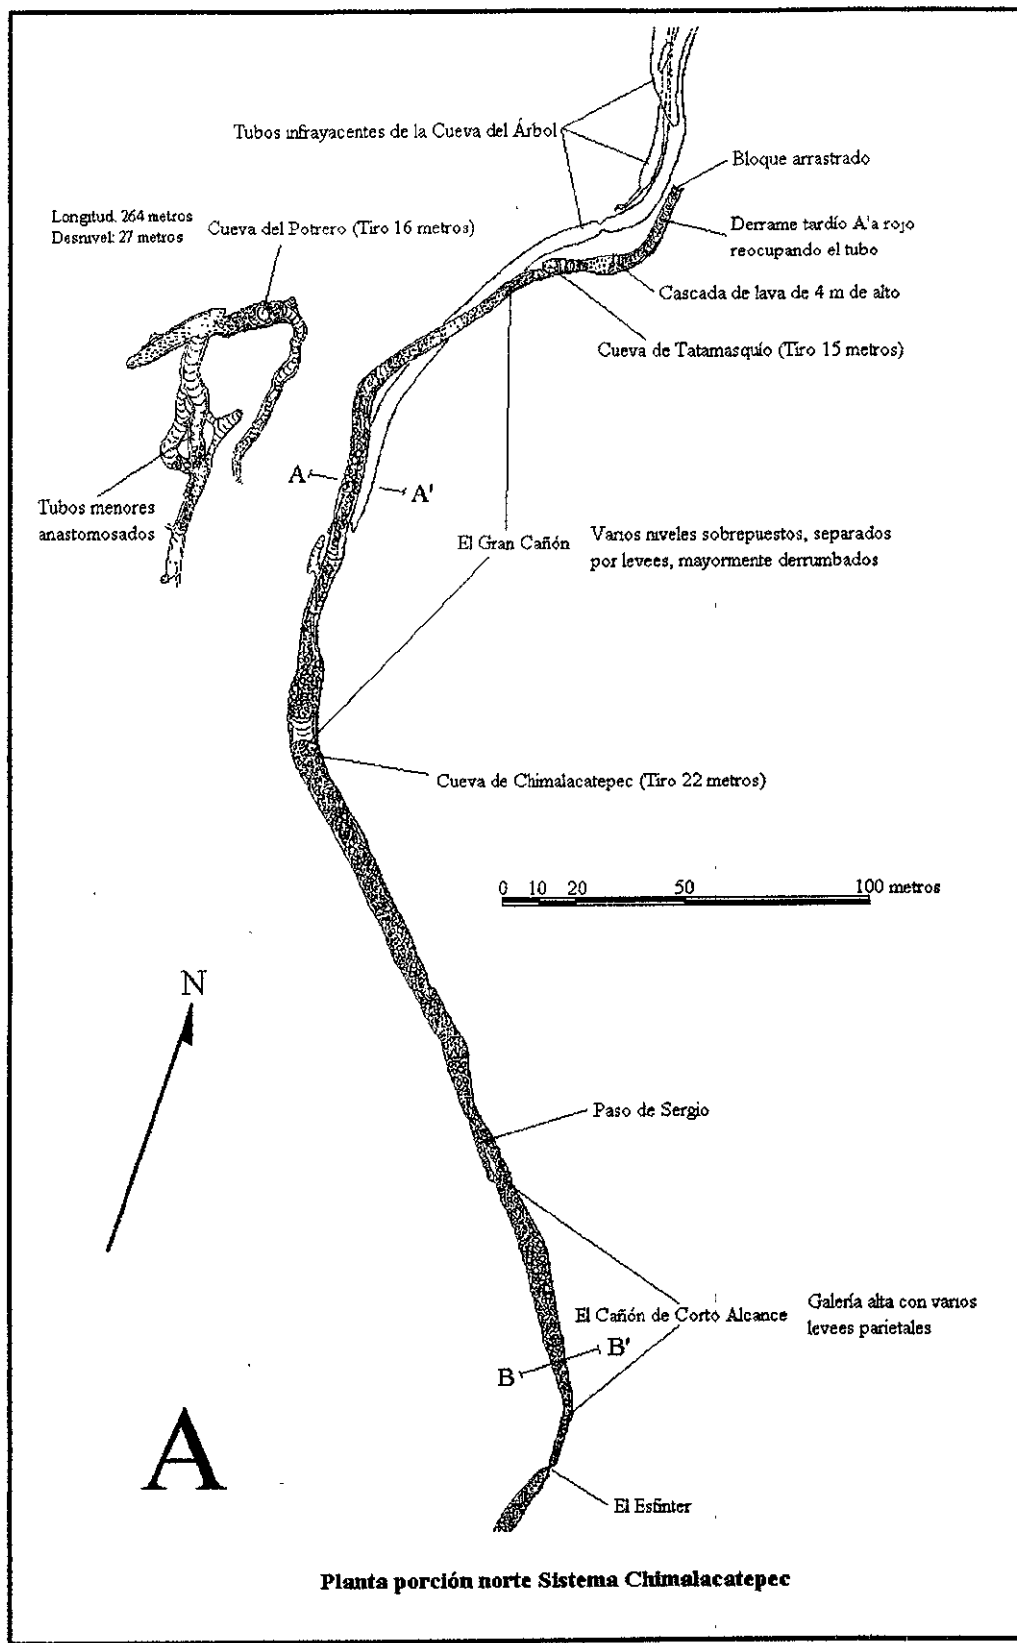 Tubos infrayacentes de la Cueva del Árbol
Bloque arrastrado
Longitud. 264 metros
Desnivel: 27 metros
Cueva del Potrero (Tiro 16 metros)
Derrame tardío A'a rojo
reocupando el tubo
Cascada de lava de 4 m de alto
Cueva de Tatamasquío (Tiro 15 metros)
A
A'
Tubos menores
anastomosados
El Gran Cañón
Varios niveles sobrepuestos, separados
por levees, mayormente derrumbados
Cueva de Chimalacatepec (Tiro 22 metros)
0 10 20 50 100 metros
N
Paso de Sergio
El Cañón de Corto Alcance
Galería alta con varios
levees parietales
B
B'
A
El Esfinter
Planta porción norte Sistema Chimalacatepec